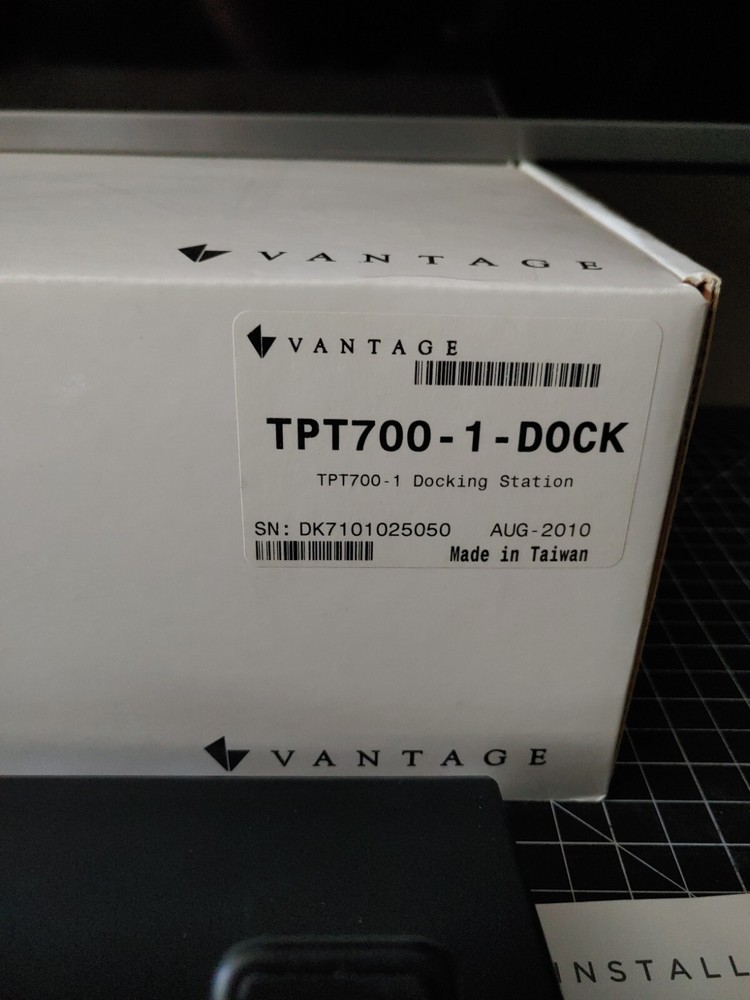 VANTAGE
VANTAGE
TPT700-1-DOCK
TPT700-1 Docking Station
SN: DK7101025050 AUG-2010
Made in Taiwan
VANTAGE
INSTALL